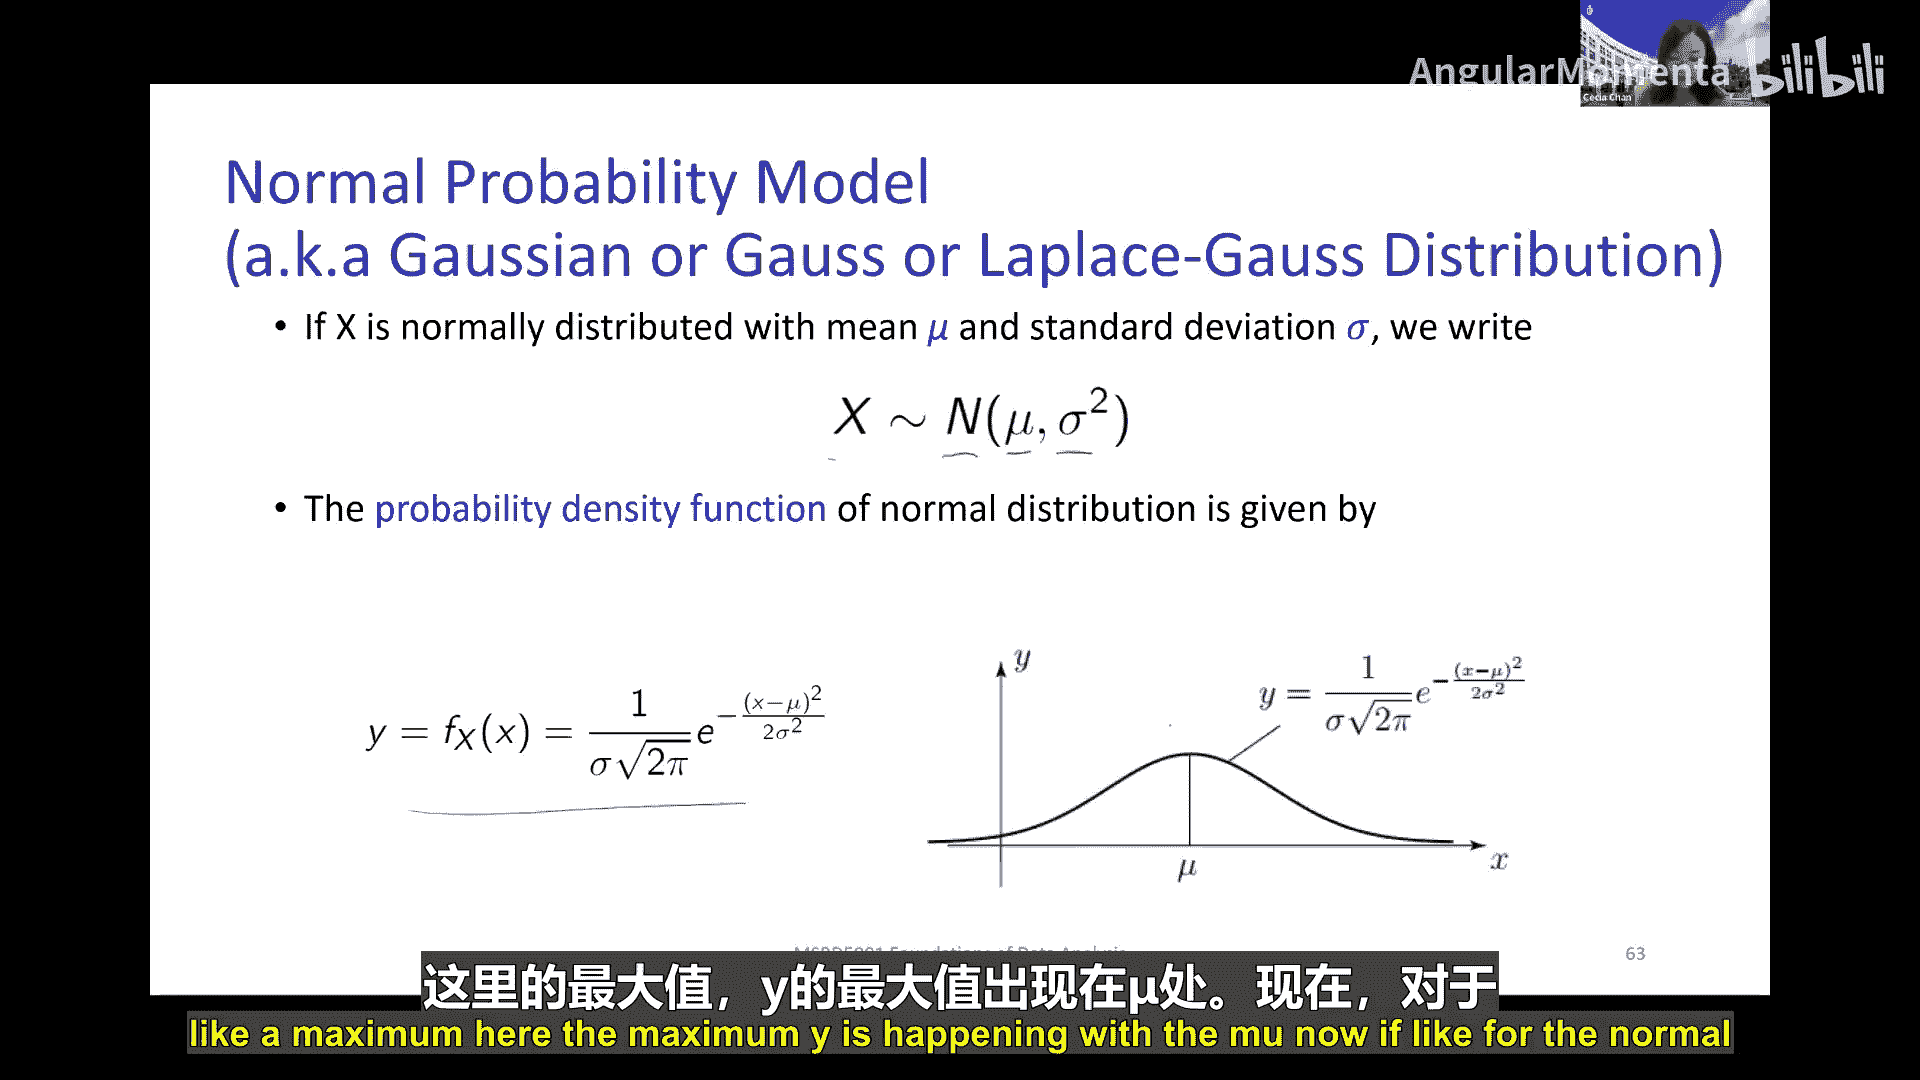 AngularMomenta bilibili
Cecia Chan
Normal Probability Model
(a.k.a Gaussian or Gauss or Laplace-Gauss Distribution)
• If X is normally distributed with mean μ and standard deviation σ, we write
X ∼ N(μ, σ²)
• The probability density function of normal distribution is given by
y = f_X(x) = 1/(σ√2π) e^{−(x−μ)²/2σ²}
y
y = 1/(σ√2π) e^{−(x−μ)²/2σ²}
μ
x
63
这里的最大值，y的最大值出现在μ处。现在，对于
like a maximum here the maximum y is happening with the mu now if like for the normal